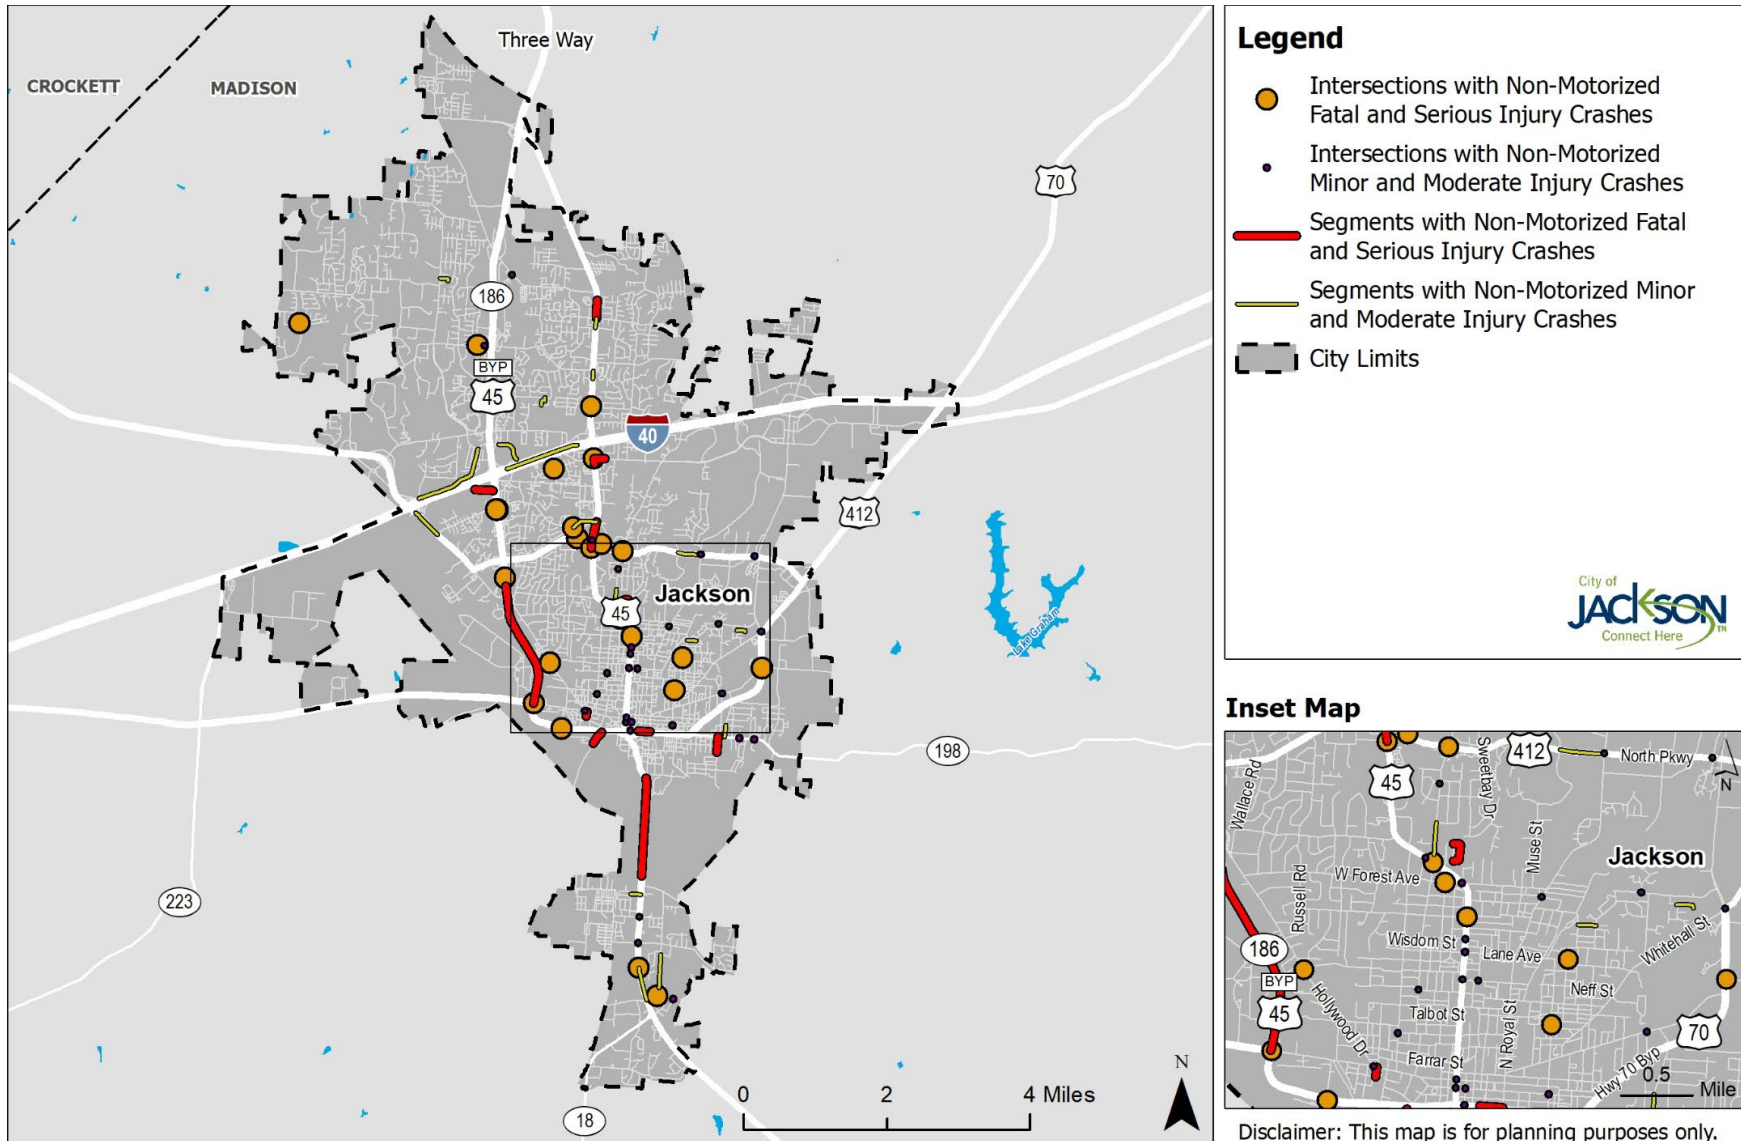 Three Way
CROCKETT
MADISON
70
186
BYP
45
40
412
Jackson
45
Lake Graham
198
223
18
0 2 4 Miles
N
Legend
Intersections with Non-Motorized
Fatal and Serious Injury Crashes
Intersections with Non-Motorized
Minor and Moderate Injury Crashes
Segments with Non-Motorized Fatal
and Serious Injury Crashes
Segments with Non-Motorized Minor
and Moderate Injury Crashes
City Limits
City of
JACKSON
Connect Here
TN
Inset Map
412
North Pkwy
N
45
Sweetbay Dr
Wallace Rd
Muse St
Jackson
W Forest Ave
Russell Rd
Wisdom St
Lane Ave
Whitehall St
186
BYP
45
Neff St
Hollywood Dr
Talbot St
N Royal St
70
Farrar St
Hwy 70 Byp
0.5
Mile
Disclaimer: This map is for planning purposes only.